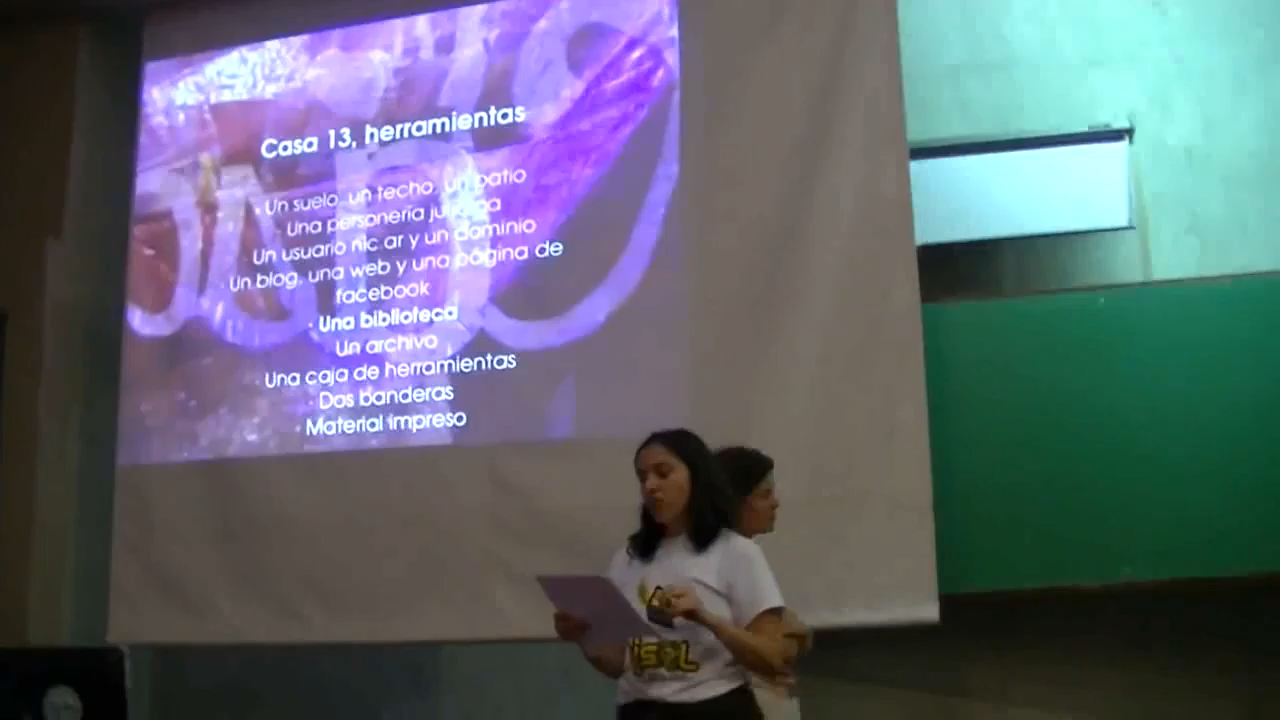 Casa 13, herramientas
· Un suelo, un techo, un patio
· Una personería jurídica
Un usuario nic ar y un dominio
· Un blog, una web y una página de
facebook
· Una biblioteca
Un archivo
Una caja de herramientas
· Dos banderas
· Material impreso